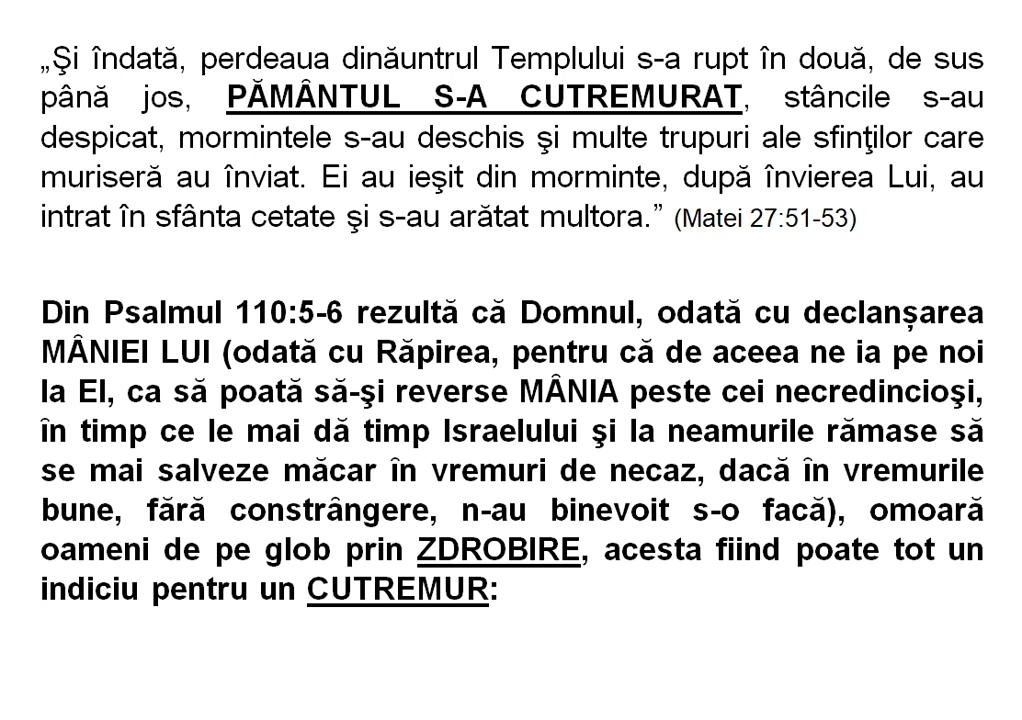 „Şi îndată, perdeaua dinăuntrul Templului s-a rupt în două, de sus
până jos, PĂMÂNTUL S-A CUTREMURAT, stâncile s-au
despicat, mormintele s-au deschis şi multe trupuri ale sfinţilor care
muriseră au înviat. Ei au ieşit din morminte, după învierea Lui, au
intrat în sfânta cetate şi s-au arătat multora.” (Matei 27:51-53)
Din Psalmul 110:5-6 rezultă că Domnul, odată cu declanșarea
MÂNIEI LUI (odată cu Răpirea, pentru că de aceea ne ia pe noi
la El, ca să poată să-şi reverse MÂNIA peste cei necredincioşi,
în timp ce le mai dă timp Israelului şi la neamurile rămase să
se mai salveze măcar în vremuri de necaz, dacă în vremurile
bune, fără constrângere, n-au binevoit s-o facă), omoară
oameni de pe glob prin ZDROBIRE, acesta fiind poate tot un
indiciu pentru un CUTREMUR: